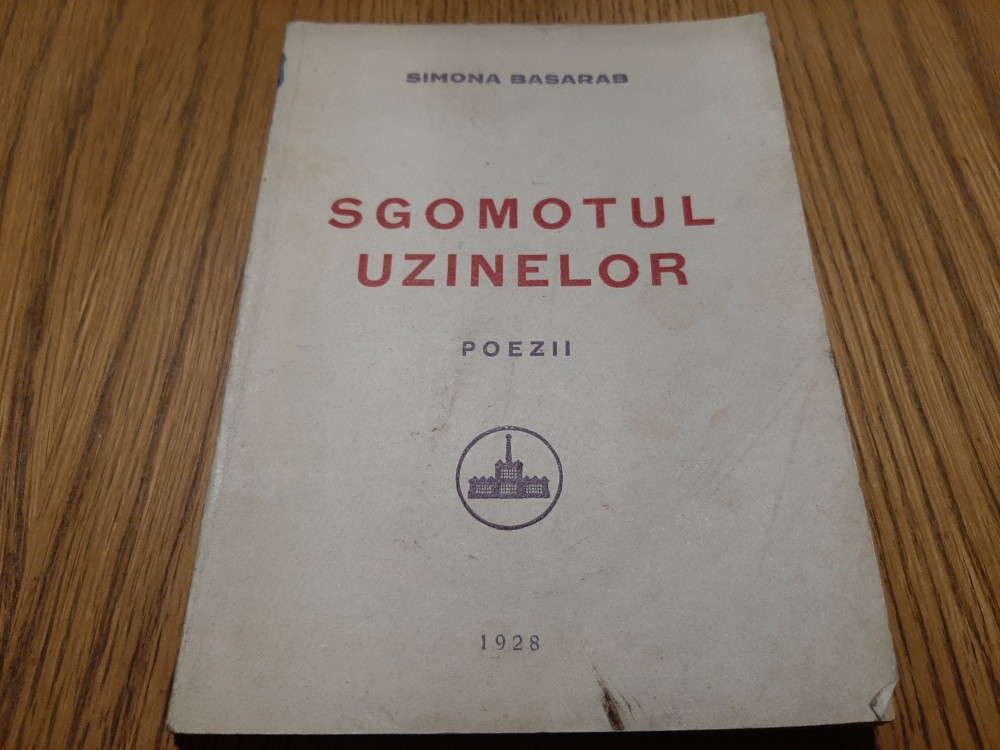 SIMONA BASARAB
SGOMOTUL
UZINELOR
POEZII
1928